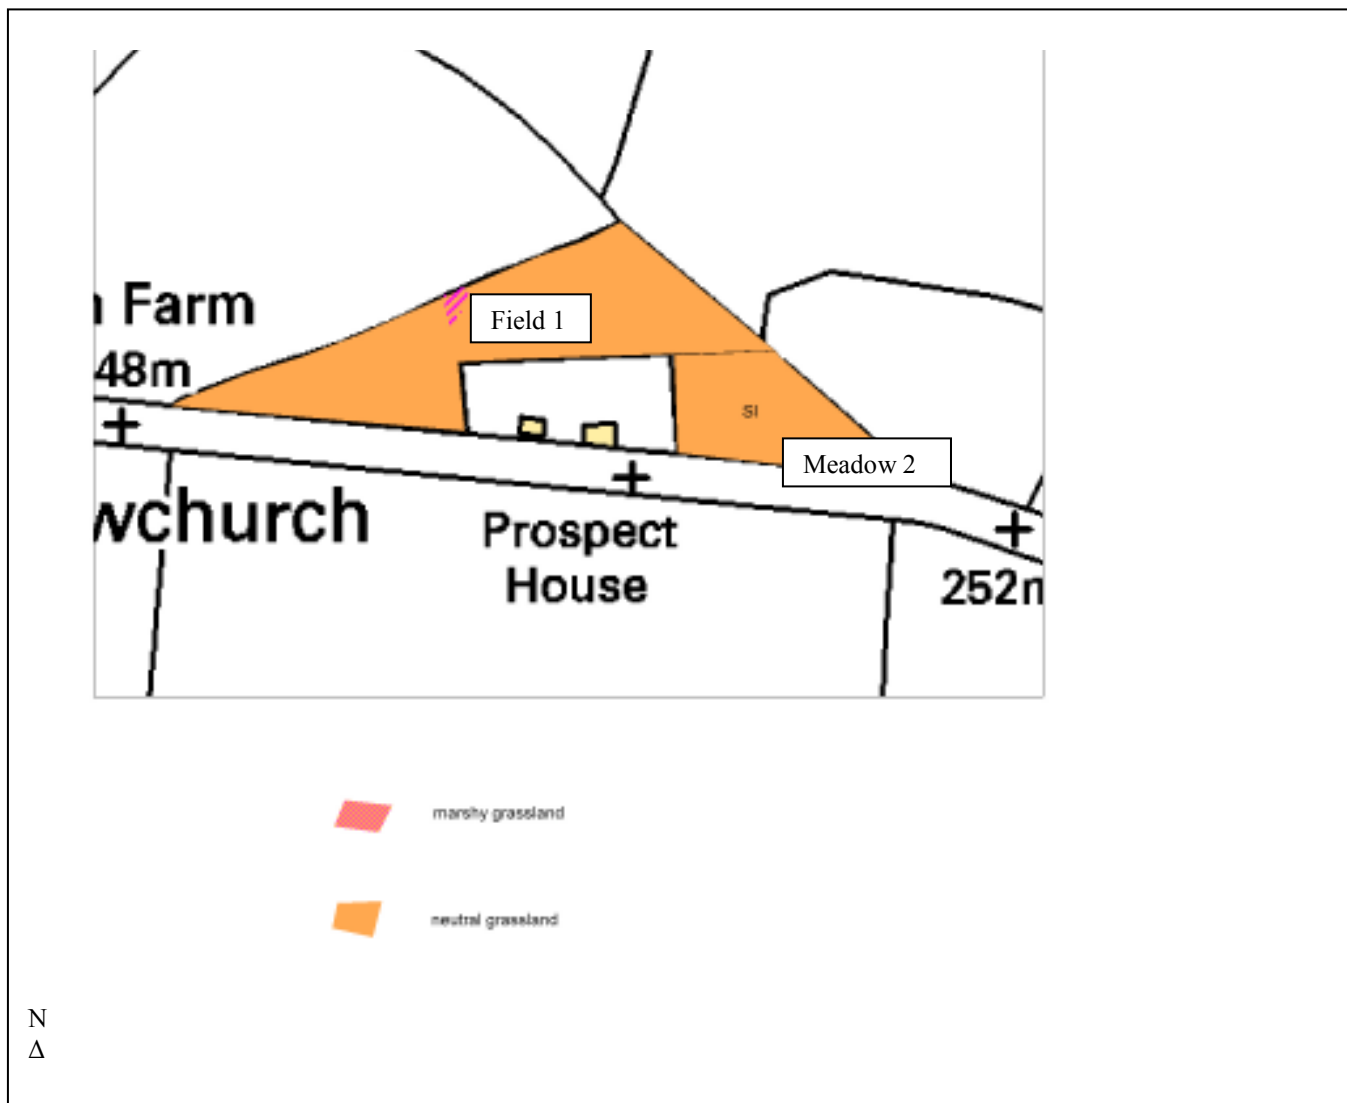 Farm
Field 1
48m
SI
Meadow 2
wchurch
Prospect
House
252m
marshy grassland
neutral grassland
N
Δ